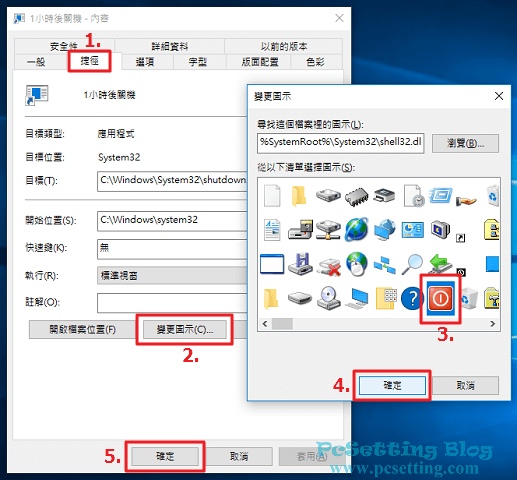 1小時後關機 - 內容
1.
安全性 詳細資料 以前的版本
一般 捷徑 選項 字型 版面配置 色彩
1小時後關機
目標類型: 應用程式
目標位置: System32
目標(T): C:\Windows\System32\shutdown.
開始位置(S): C:\Windows\system32
快速鍵(K): 無
執行(R): 標準視窗
註解(O):
開啟檔案位置(F) 變更圖示(C)...
2.
5. 確定 取消 套用(A)
變更圖示
尋找這個檔案裡的圖示(L):
%SystemRoot%\System32\shell32.dl 瀏覽(B)...
從以下清單選擇圖示(S):
3.
4. 確定 取消
PcSetting Blog
www.pcsetting.com